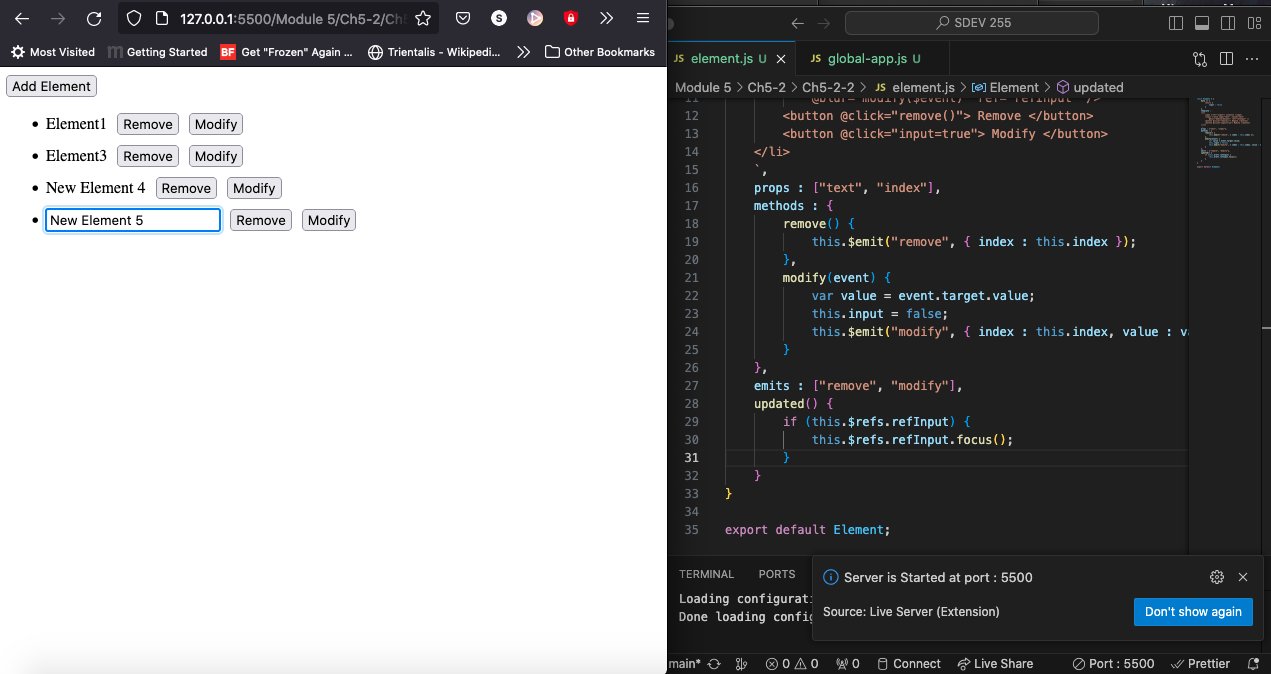 127.0.0.1:5500/Module 5/Ch5-2/Ch
S
Most Visited
Getting Started
BF Get "Frozen" Again ...
Trientalis - Wikipedi...
Other Bookmarks
Add Element
Element1 Remove Modify
Element3 Remove Modify
New Element 4 Remove Modify
New Element 5 Remove Modify
SDEV 255
JS element.js U
JS global-app.js U
Module 5 > Ch5-2 > Ch5-2-2 > JS element.js > Element > updated
11 @blur="modify($event)" ref="refInput" />
12 <button @click="remove()"> Remove </button>
13 <button @click="input=true"> Modify </button>
14 </li>
15 `,
16 props : ["text", "index"],
17 methods : {
18 remove() {
19 this.$emit("remove", { index : this.index });
20 },
21 modify(event) {
22 var value = event.target.value;
23 this.input = false;
24 this.$emit("modify", { index : this.index, value : va
25 }
26 },
27 emits : ["remove", "modify"],
28 updated() {
29 if (this.$refs.refInput) {
30 this.$refs.refInput.focus();
31 }
32 }
33 }
34
35 export default Element;
TERMINAL PORTS
Loading configurati
Done loading config
Server is Started at port : 5500
Source: Live Server (Extension)
Don't show again
main* 0 0 0 Connect Live Share Port : 5500 Prettier